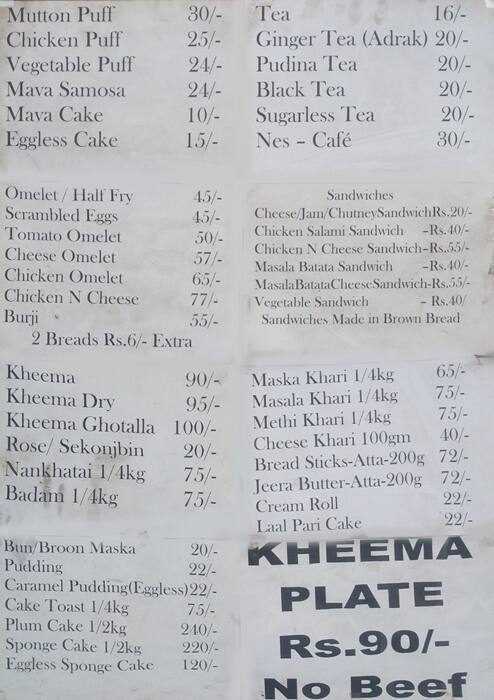 Mutton Puff 30/-
Chicken Puff 25/-
Vegetable Puff 24/-
Mava Samosa 24/-
Mava Cake 10/-
Eggless Cake 15/-
Tea 16/-
Ginger Tea (Adrak) 20/-
Pudina Tea 20/-
Black Tea 20/-
Sugarless Tea 20/-
Nes – Café 30/-
Omelet / Half Fry 45/-
Scrambled Eggs 45/-
Tomato Omelet 50/-
Cheese Omelet 57/-
Chicken Omelet 65/-
Chicken N Cheese 77/-
Burji 55/-
2 Breads Rs.6/- Extra
Sandwiches
Cheese/Jam/ChutneySandwichRs.20/-
Chicken Salami Sandwich –Rs.40/-
Chicken N Cheese Sandwich–Rs.55/-
Masala Batata Sandwich –Rs.40/-
MasalaBatataCheeseSandwich-Rs.55/-
Vegetable Sandwich – Rs.40/
Sandwiches Made in Brown Bread
Kheema 90/-
Kheema Dry 95/-
Kheema Ghotalla 100/-
Rose/ Sekonjbin 20/-
Nankhatai 1/4kg 75/-
Badam 1/4kg 75/-
Maska Khari 1/4kg 65/-
Masala Khari 1/4kg 75/-
Methi Khari 1/4kg 75/-
Cheese Khari 100gm 40/-
Bread Sticks-Atta-200g 72/-
Jeera Butter-Atta-200g 72/-
Cream Roll 22/-
Laal Pari Cake 22/-
Bun/Broon Maska 20/-
Pudding 22/-
Caramel Pudding(Eggless)22/-
Cake Toast 1/4kg 75/-
Plum Cake 1/2kg 240/-
Sponge Cake 1/2kg 220/-
Eggless Sponge Cake 120/-
KHEEMA
PLATE
Rs.90/-
No Beef